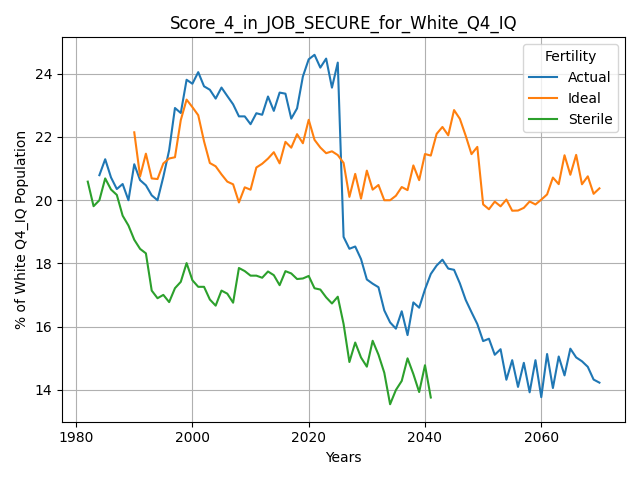 Score_4_in_JOB_SECURE_for_White_Q4_IQ
% of White Q4_IQ Population
24
22
20
18
16
14
Fertility
Actual
Ideal
Sterile
1980
2000
2020
2040
2060
Years